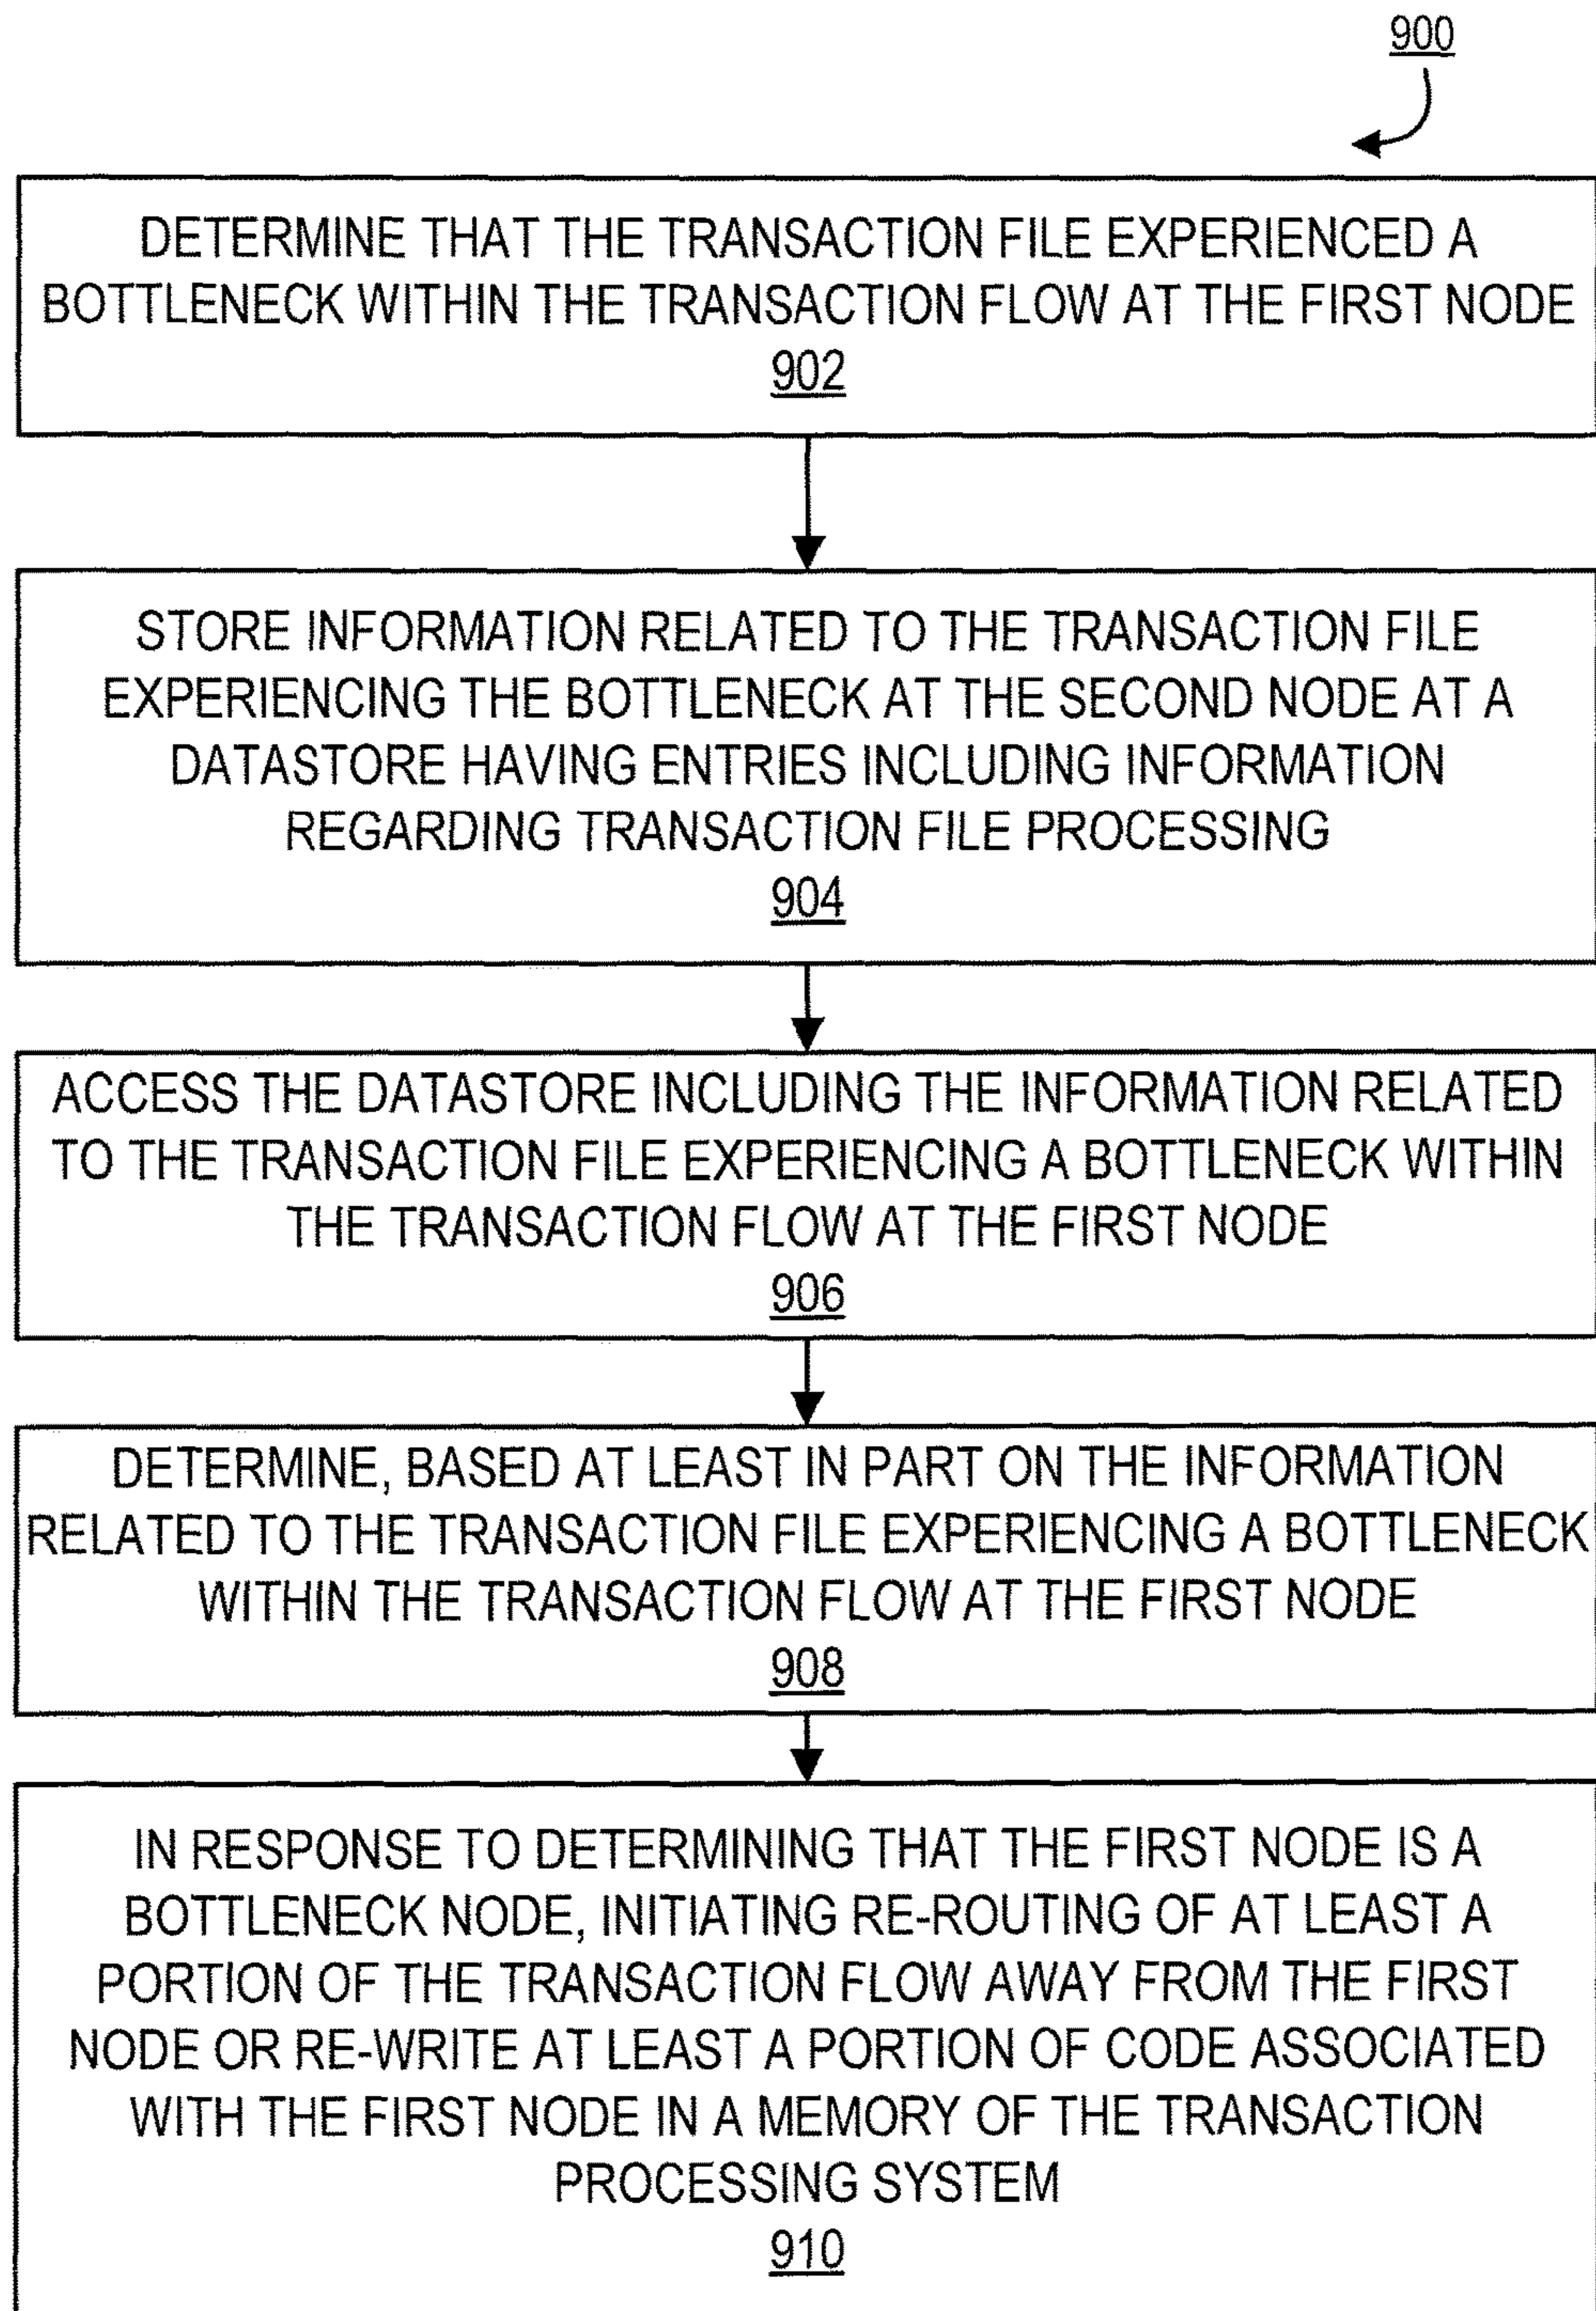 900
DETERMINE THAT THE TRANSACTION FILE EXPERIENCED A
BOTTLENECK WITHIN THE TRANSACTION FLOW AT THE FIRST NODE
902
STORE INFORMATION RELATED TO THE TRANSACTION FILE
EXPERIENCING THE BOTTLENECK AT THE SECOND NODE AT A
DATASTORE HAVING ENTRIES INCLUDING INFORMATION
REGARDING TRANSACTION FILE PROCESSING
904
ACCESS THE DATASTORE INCLUDING THE INFORMATION RELATED
TO THE TRANSACTION FILE EXPERIENCING A BOTTLENECK WITHIN
THE TRANSACTION FLOW AT THE FIRST NODE
906
DETERMINE, BASED AT LEAST IN PART ON THE INFORMATION
RELATED TO THE TRANSACTION FILE EXPERIENCING A BOTTLENECK
WITHIN THE TRANSACTION FLOW AT THE FIRST NODE
908
IN RESPONSE TO DETERMINING THAT THE FIRST NODE IS A
BOTTLENECK NODE, INITIATING RE-ROUTING OF AT LEAST A
PORTION OF THE TRANSACTION FLOW AWAY FROM THE FIRST
NODE OR RE-WRITE AT LEAST A PORTION OF CODE ASSOCIATED
WITH THE FIRST NODE IN A MEMORY OF THE TRANSACTION
PROCESSING SYSTEM
910